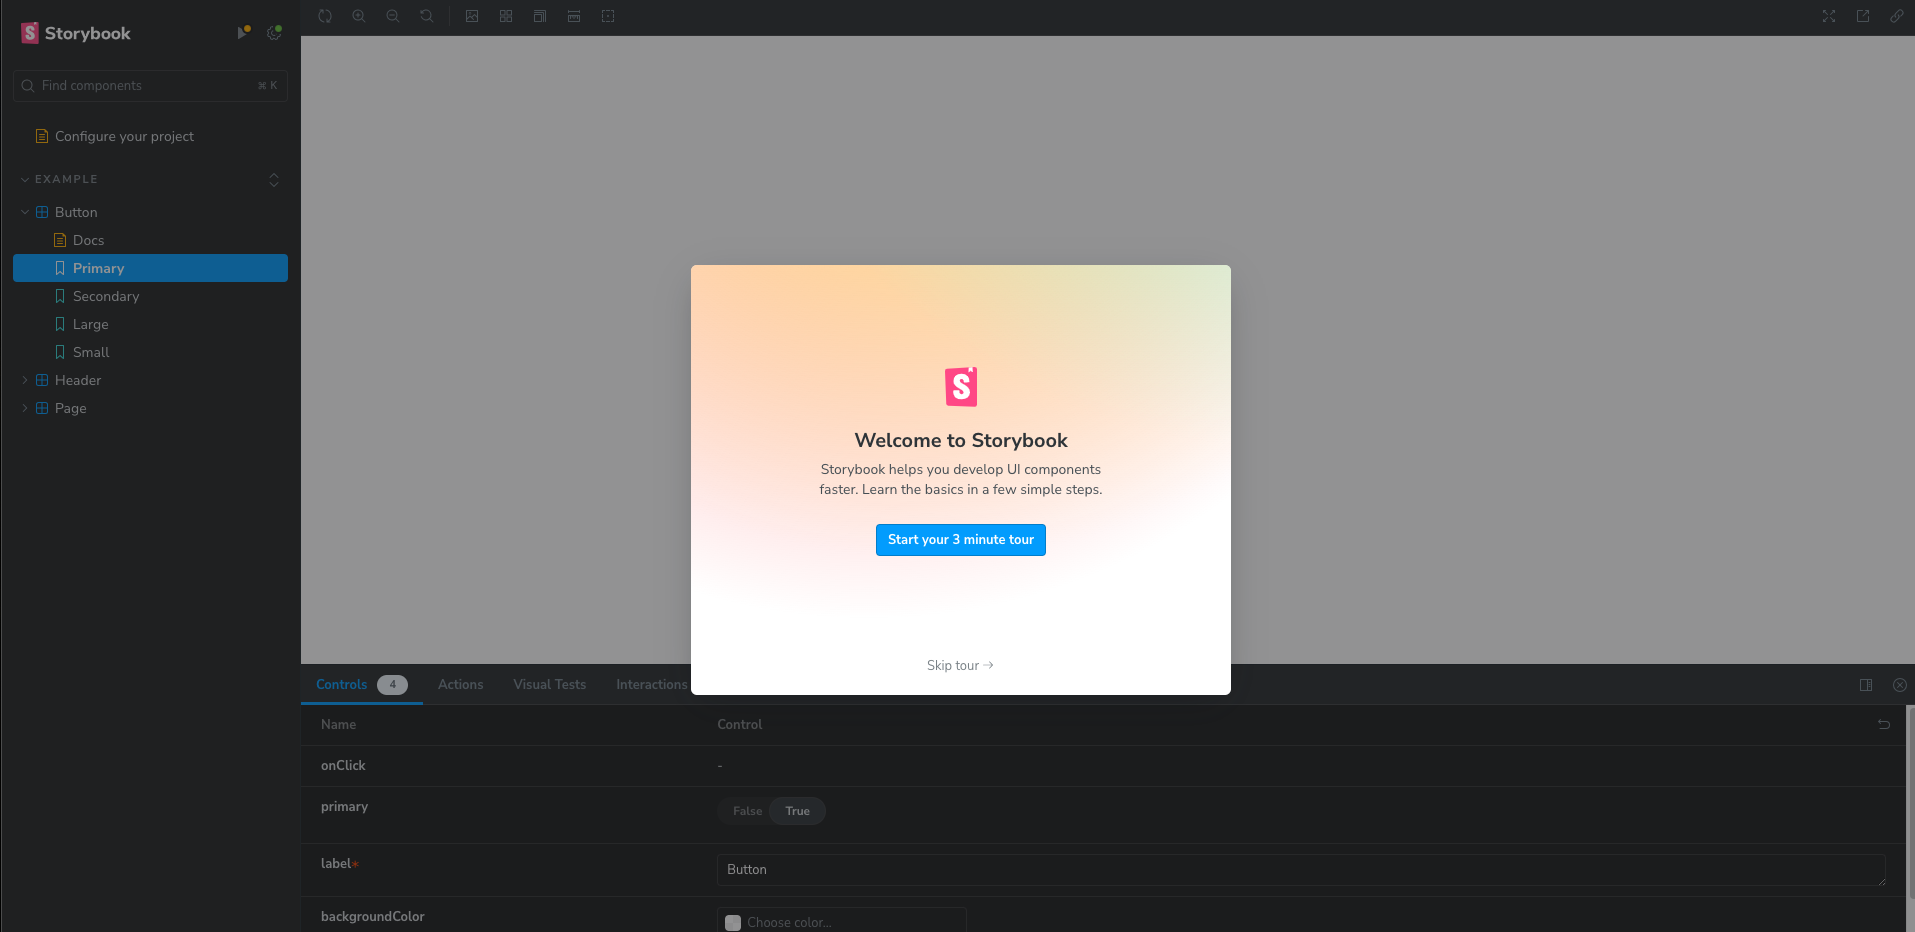 Storybook
Find components
⌘ K
Configure your project
EXAMPLE
Button
Docs
Primary
Secondary
Large
Small
Header
Page
S
Welcome to Storybook
Storybook helps you develop UI components
faster. Learn the basics in a few simple steps.
Start your 3 minute tour
Skip tour →
Controls 4 Actions Visual Tests Interactions
Name Control
onClick -
primary False True
label* Button
backgroundColor Choose color...